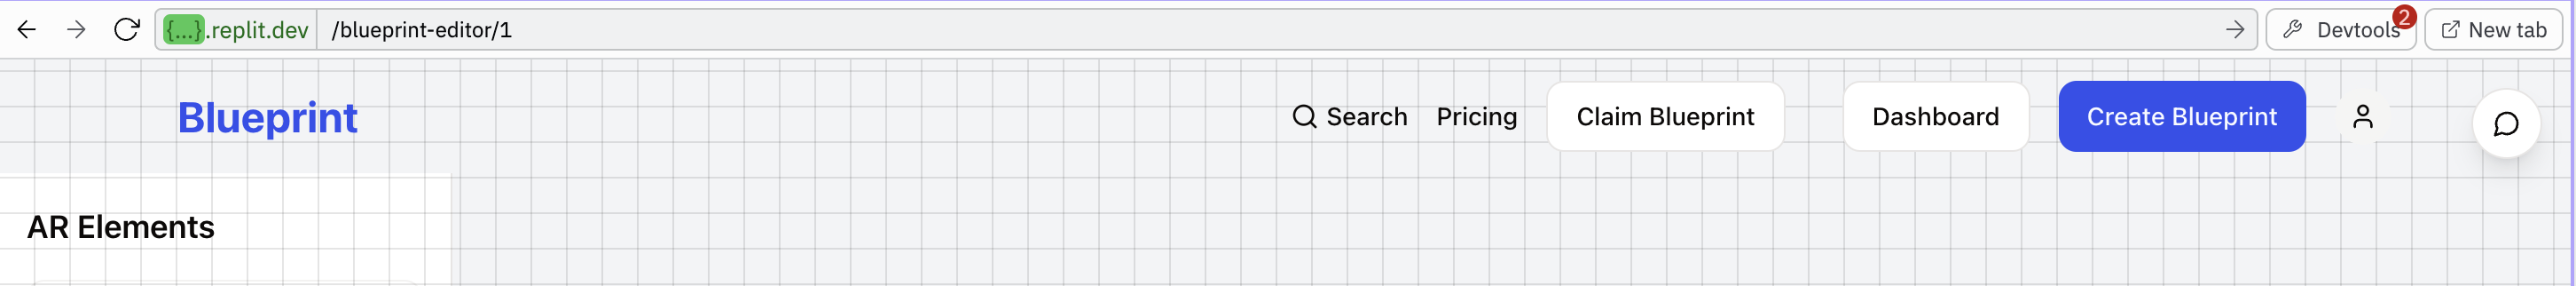 {...}.replit.dev /blueprint-editor/1 Devtools 2 New tab
Blueprint Search Pricing Claim Blueprint Dashboard Create Blueprint
AR Elements